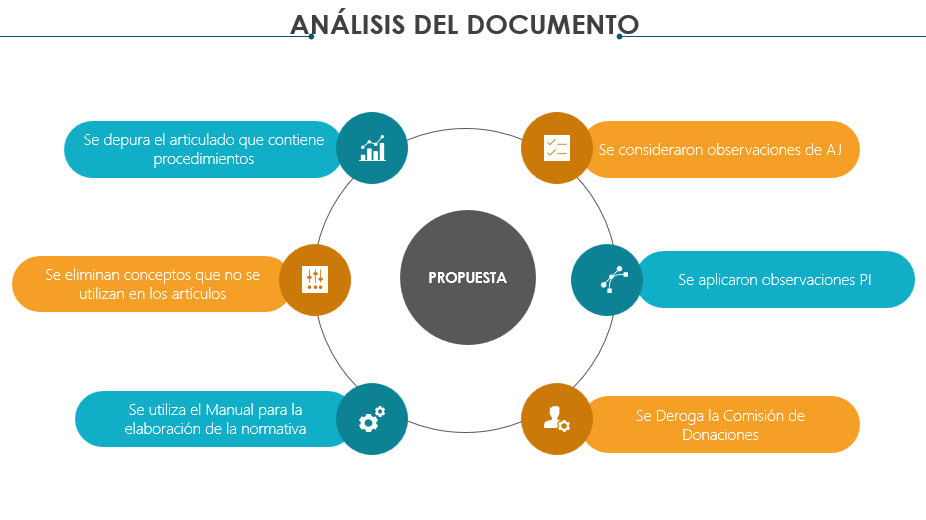 ANÁLISIS DEL DOCUMENTO
Se depura el articulado que contiene
procedimientos
Se consideraron observaciones de AJ
Se eliminan conceptos que no se
utilizan en los artículos
PROPUESTA
Se aplicaron observaciones PI
Se utiliza el Manual para la
elaboración de la normativa
Se Deroga la Comisión de
Donaciones